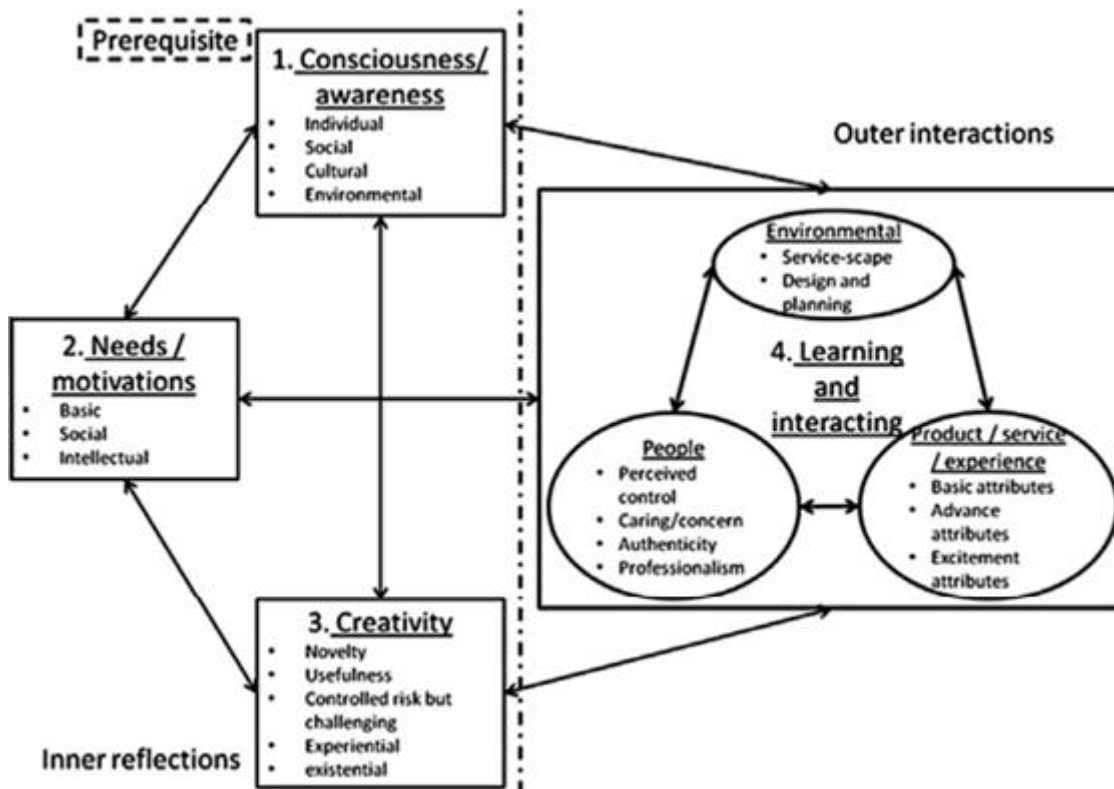 Prerequisite
1. Consciousness/
awareness
• Individual
• Social
• Cultural
• Environmental
Outer interactions
Environmental
• Service-scape
• Design and
planning
2. Needs /
motivations
• Basic
• Social
• Intellectual
4. Learning
and
interacting
People
• Perceived
control
• Caring/concern
• Authenticity
• Professionalism
Product / service
/ experience
• Basic attributes
• Advance
attributes
• Excitement
attributes
3. Creativity
• Novelty
• Usefulness
• Controlled risk but
challenging
• Experiential
• existential
Inner reflections